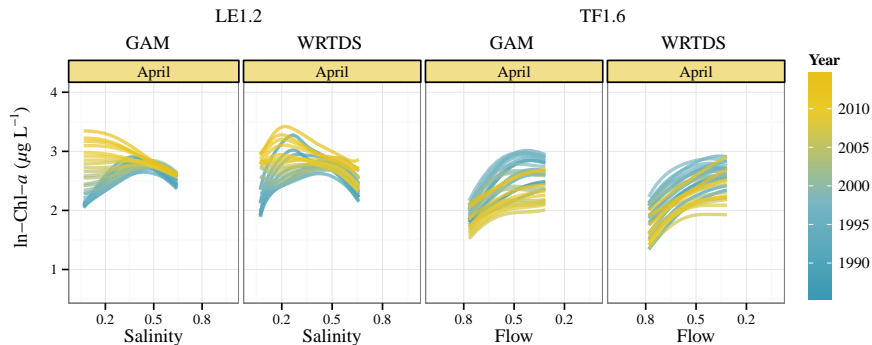 LE1.2 TF1.6
GAM WRTDS GAM WRTDS
April April April April
ln−Chl−a (µg L−1)
4
3
2
1
0.2 0.5 0.8 0.2 0.5 0.8 0.8 0.5 0.2 0.8 0.5 0.2
Salinity Salinity Flow Flow
Year
2010
2005
2000
1995
1990